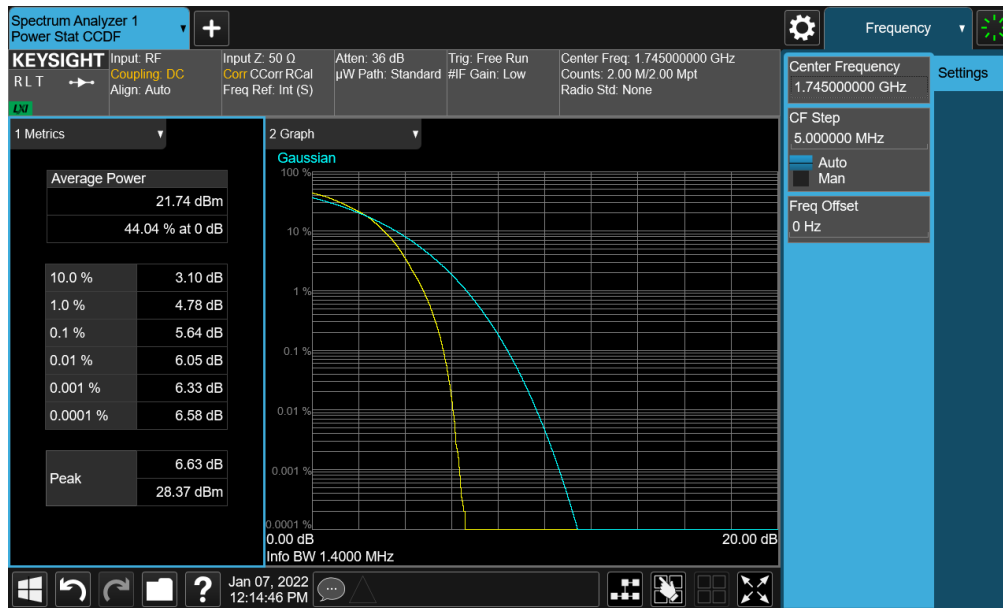 Spectrum Analyzer 1
Power Stat CCDF
Frequency
KEYSIGHT
RLT
LXI
Input: RF
Coupling: DC
Align: Auto
Input Z: 50 Ω
Corr CCorr RCal
Freq Ref: Int (S)
Atten: 36 dB
µW Path: Standard
Trig: Free Run
#IF Gain: Low
Center Freq: 1.745000000 GHz
Counts: 2.00 M/2.00 Mpt
Radio Std: None
Center Frequency
1.745000000 GHz
Settings
CF Step
5.000000 MHz
Auto
Man
Freq Offset
0 Hz
1 Metrics
Average Power
21.74 dBm
44.04 % at 0 dB
10.0 % 3.10 dB
1.0 % 4.78 dB
0.1 % 5.64 dB
0.01 % 6.05 dB
0.001 % 6.33 dB
0.0001 % 6.58 dB
Peak
6.63 dB
28.37 dBm
2 Graph
Gaussian
100 %
10 %
1 %
0.1 %
0.01 %
0.001 %
0.0001 %
0.00 dB 20.00 dB
Info BW 1.4000 MHz
Jan 07, 2022
12:14:46 PM